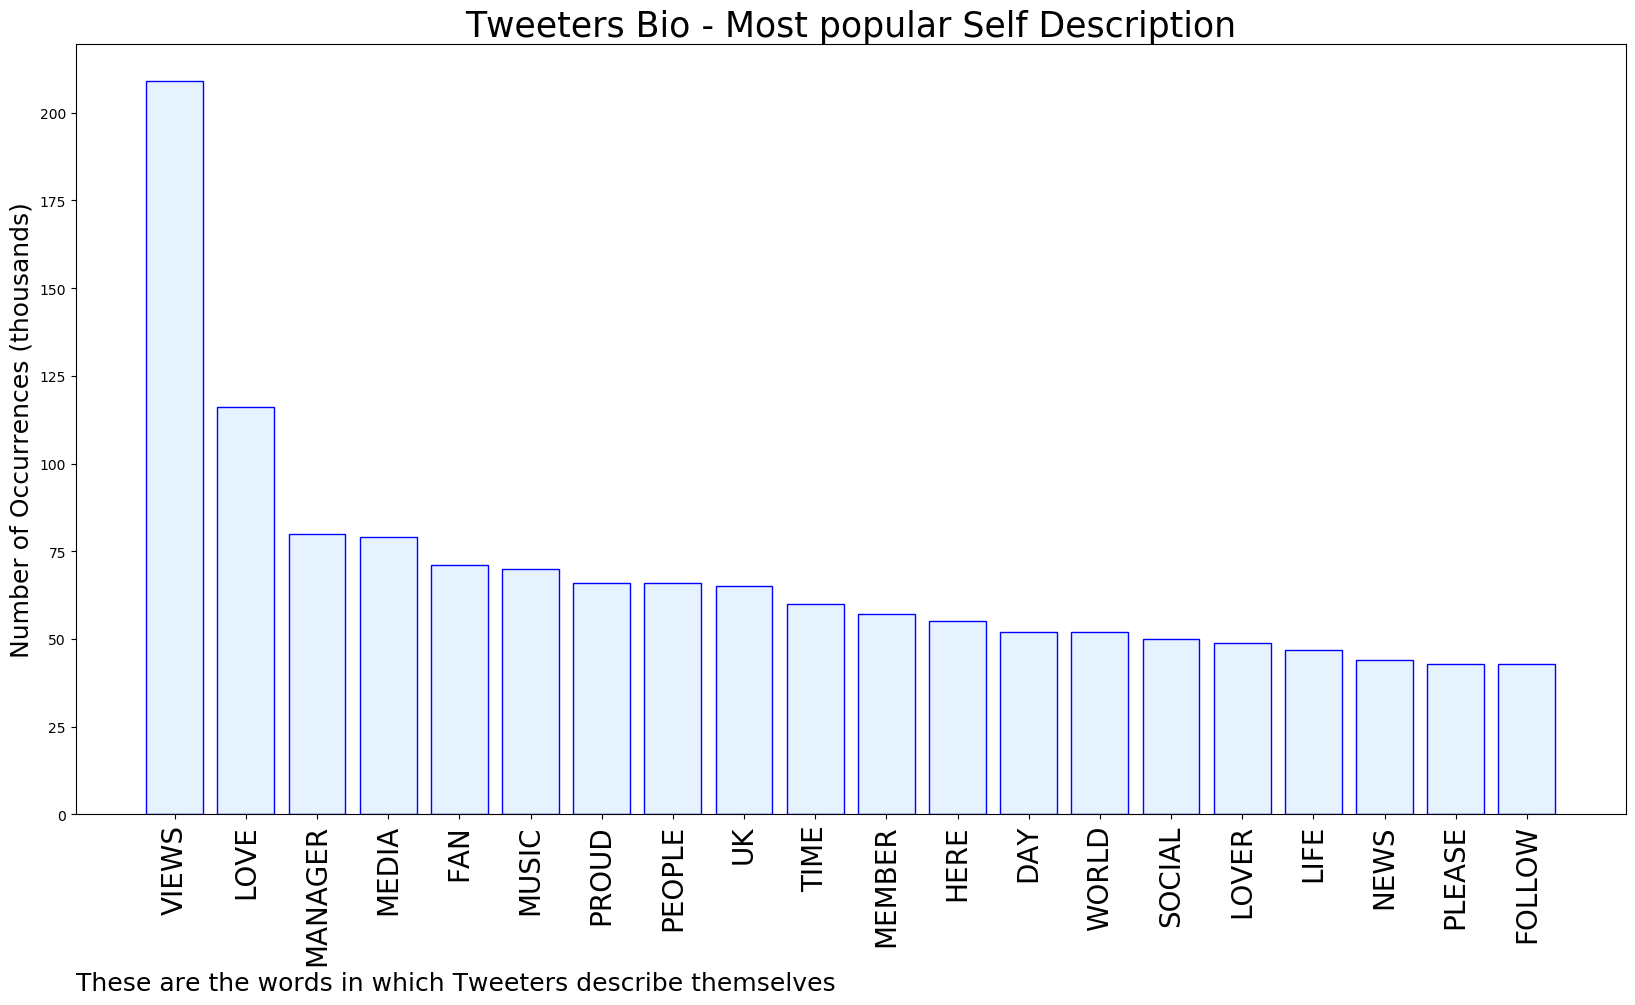 Tweeters Bio - Most popular Self Description
Number of Occurrences (thousands)
200
175
150
125
100
75
50
25
0
VIEWS
LOVE
MANAGER
MEDIA
FAN
MUSIC
PROUD
PEOPLE
UK
TIME
MEMBER
HERE
DAY
WORLD
SOCIAL
LOVER
LIFE
NEWS
PLEASE
FOLLOW
These are the words in which Tweeters describe themselves